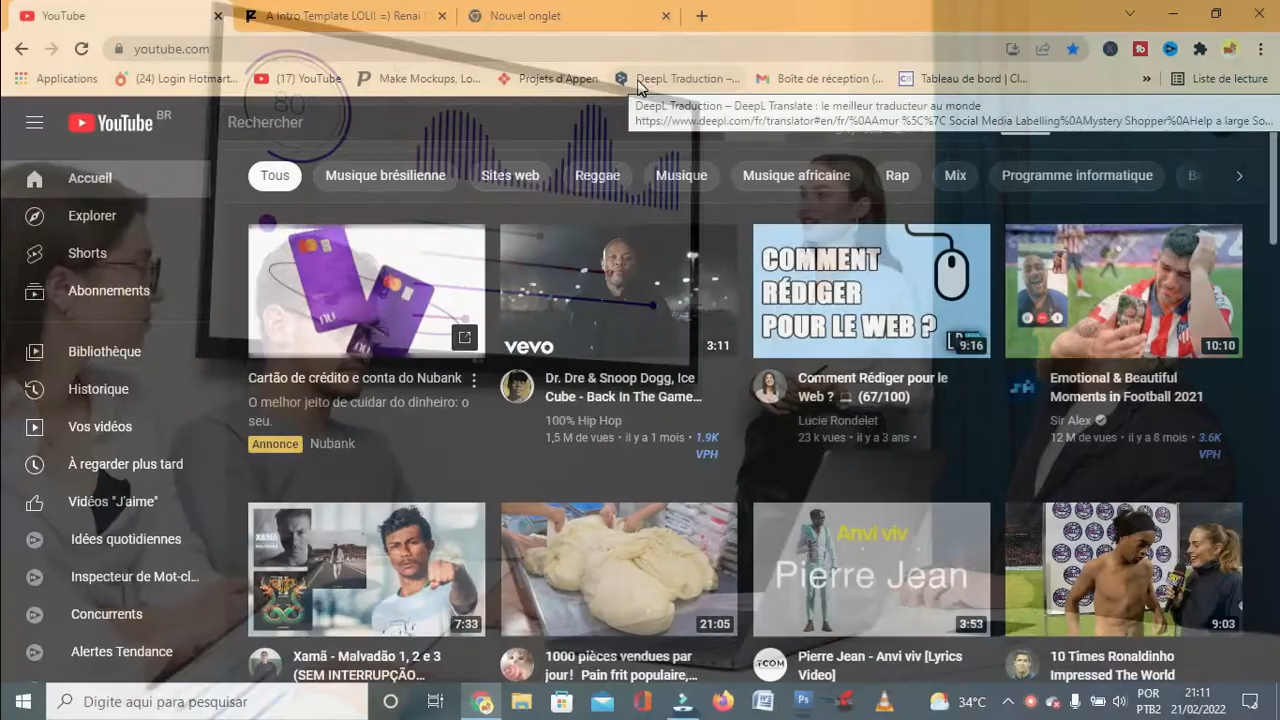 YouTube
A Intro Template LOL!! =) Renai
Nouvel onglet
youtube.com
Applications
(24) Login Hotmart...
(17) YouTube
Make Mockups, Lo...
Projets d'Appen
DeepL Traduction –...
Boîte de réception (...
Tableau de bord | Cl...
»
Liste de lecture
DeepL Traduction – DeepL Translate : le meilleur traducteur au monde
https://www.deepl.com/fr/translator#en/fr/%0AAmur %5C%7C Social Media Labelling%0AMystery Shopper%0AHelp a large So...
YouTube BR
80
Rechercher
Tous
Musique brésilienne
Sites web
Reggae
Musique
Musique africaine
Rap
Mix
Programme informatique
Accueil
Explorer
Shorts
Abonnements
Bibliothèque
Historique
Vos vidéos
À regarder plus tard
Vidéos "J'aime"
Idées quotidiennes
Inspecteur de Mot-cl...
Concurrents
Alertes Tendance
nu
Cartão de crédito e conta do Nubank
O melhor jeito de cuidar do dinheiro: o
seu.
Annonce Nubank
vevo
3:11
Dr. Dre & Snoop Dogg, Ice
Cube - Back In The Game...
100% Hip Hop
1,5 M de vues • il y a 1 mois • 1.9K
VPH
COMMENT
RÉDIGER
POUR LE WEB ?
9:16
Comment Rédiger pour le
Web ? 💻 (67/100)
Lucie Rondelet
23 k vues • il y a 3 ans •
10:10
Emotional & Beautiful
Moments in Football 2021
Sir Alex
12 M de vues • il y a 8 mois • 3.6K
VPH
XAMÃ
7:33
Xamã - Malvadão 1, 2 e 3
(SEM INTERRUPÇÃO...
21:05
1000 pièces vendues par
jour! Pain frit populaire,...
Anvi viv
Pierre Jean
3:53
TCOM
Pierre Jean - Anvi viv [Lyrics
Video]
9:03
10 Times Ronaldinho
Impressed The World
Digite aqui para pesquisar
34°C
POR
PTB2
21:11
21/02/2022